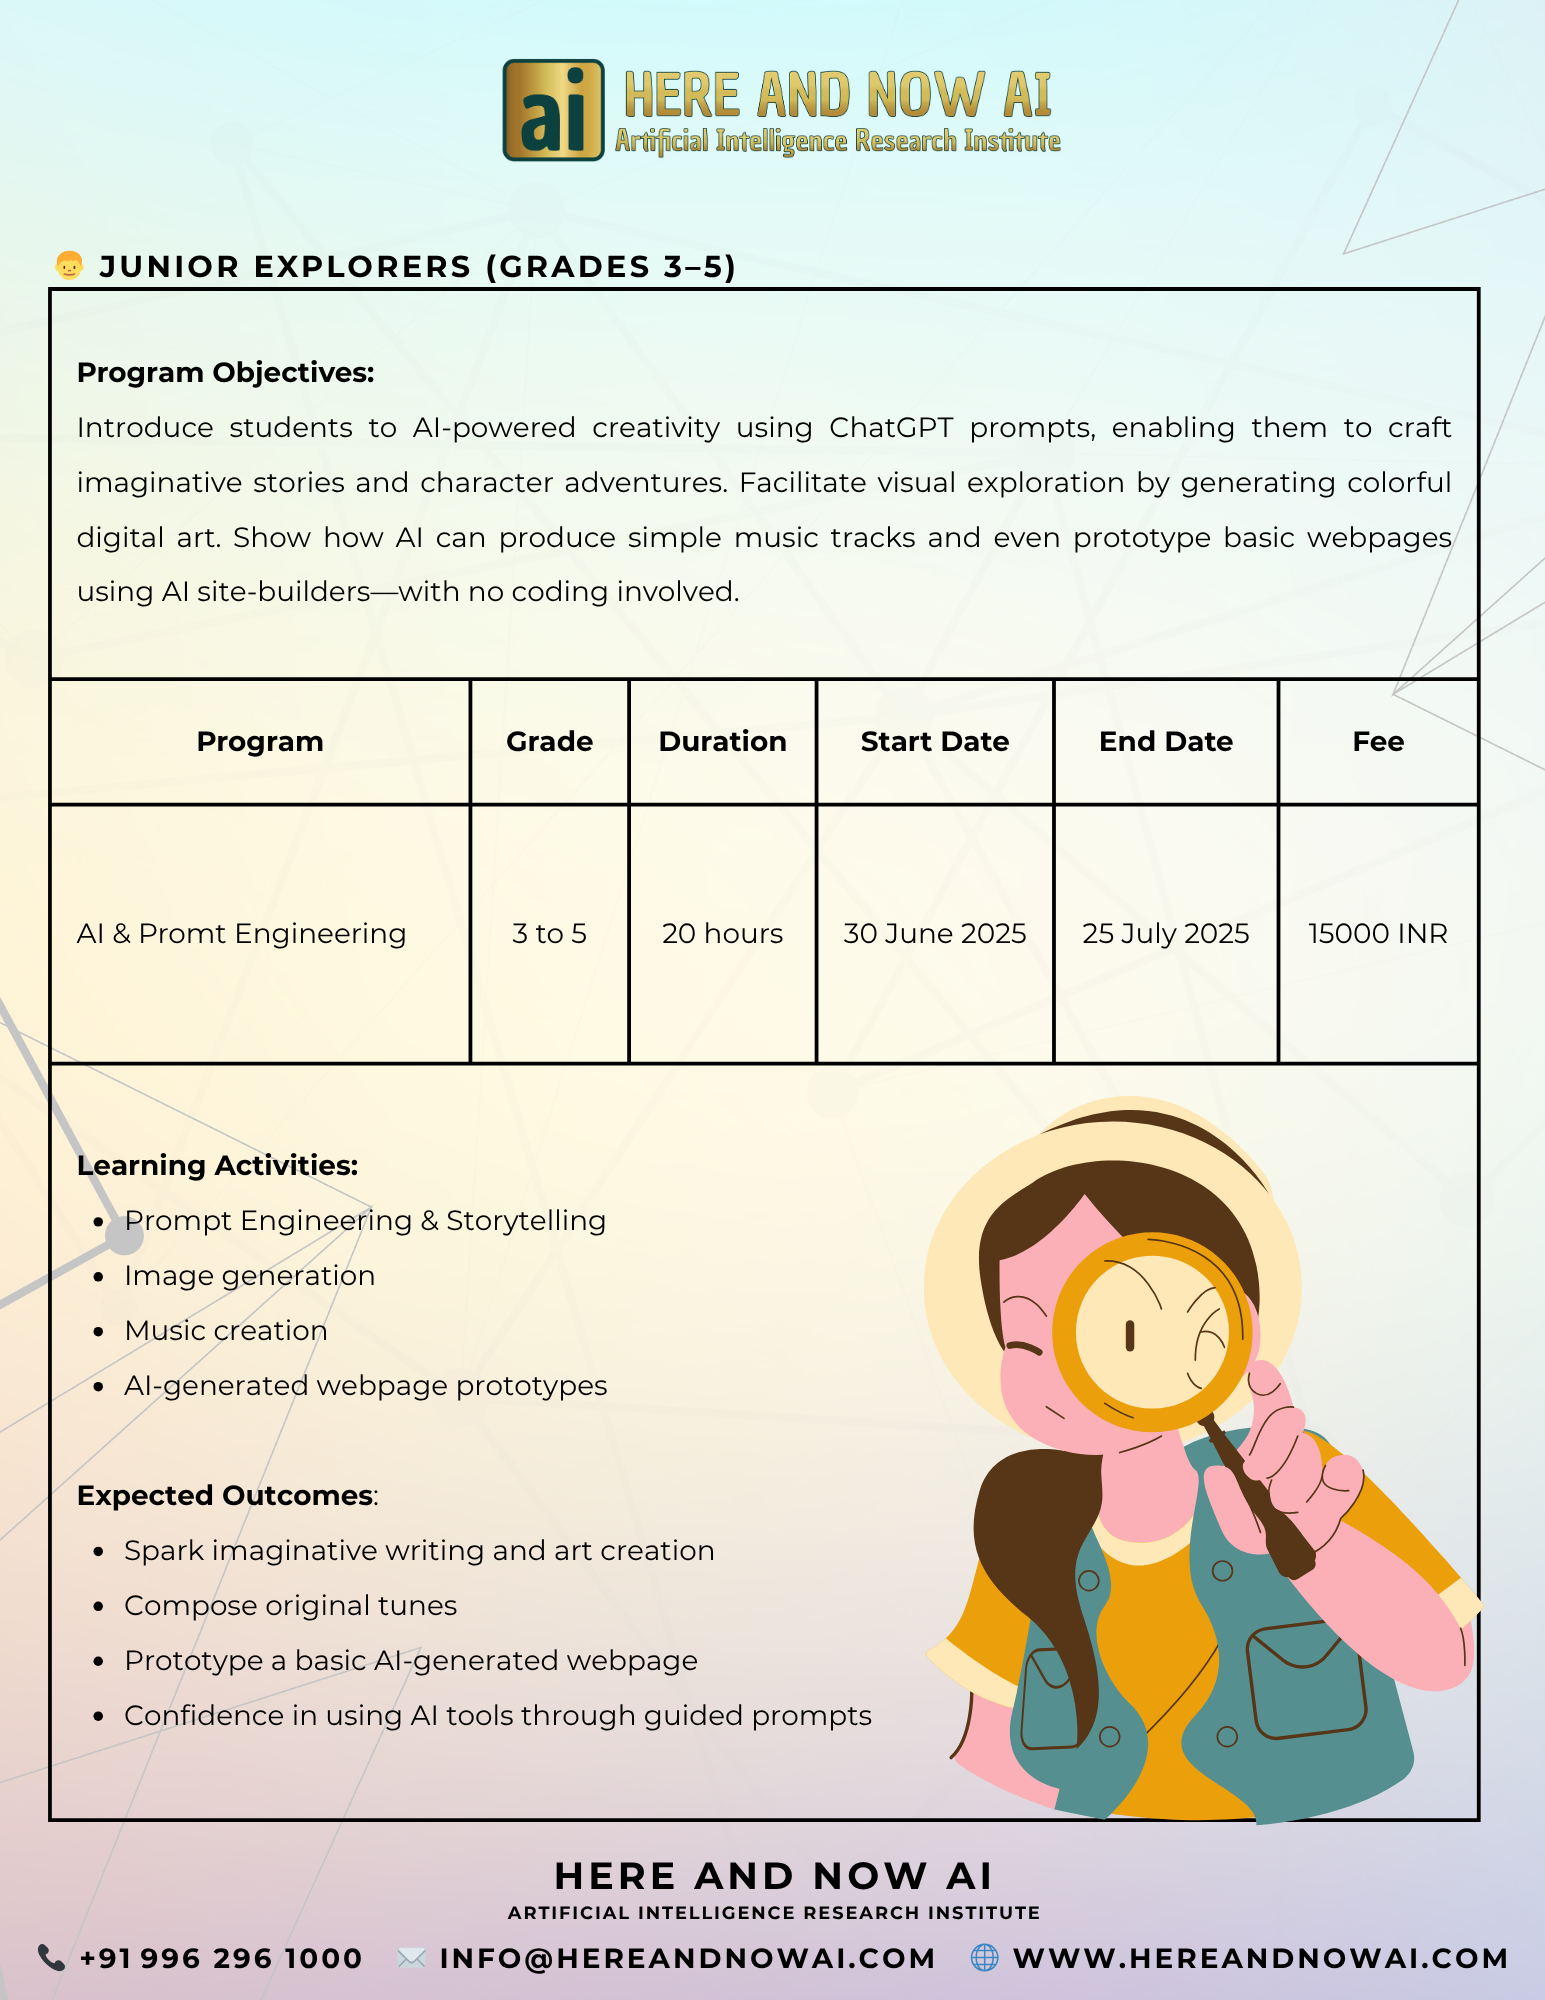 ai
HERE AND NOW AI
Artificial Intelligence Research Institute
JUNIOR EXPLORERS (GRADES 3–5)
Program Objectives:
Introduce students to AI-powered creativity using ChatGPT prompts, enabling them to craft
imaginative stories and character adventures. Facilitate visual exploration by generating colorful
digital art. Show how AI can produce simple music tracks and even prototype basic webpages
using AI site-builders—with no coding involved.
Program Grade Duration Start Date End Date Fee
AI & Promt Engineering 3 to 5 20 hours 30 June 2025 25 July 2025 15000 INR
Learning Activities:
• Prompt Engineering & Storytelling
• Image generation
• Music creation
• AI-generated webpage prototypes
Expected Outcomes:
• Spark imaginative writing and art creation
• Compose original tunes
• Prototype a basic AI-generated webpage
• Confidence in using AI tools through guided prompts
HERE AND NOW AI
ARTIFICIAL INTELLIGENCE RESEARCH INSTITUTE
+91 996 296 1000 INFO@HEREANDNOWAI.COM WWW.HEREANDNOWAI.COM